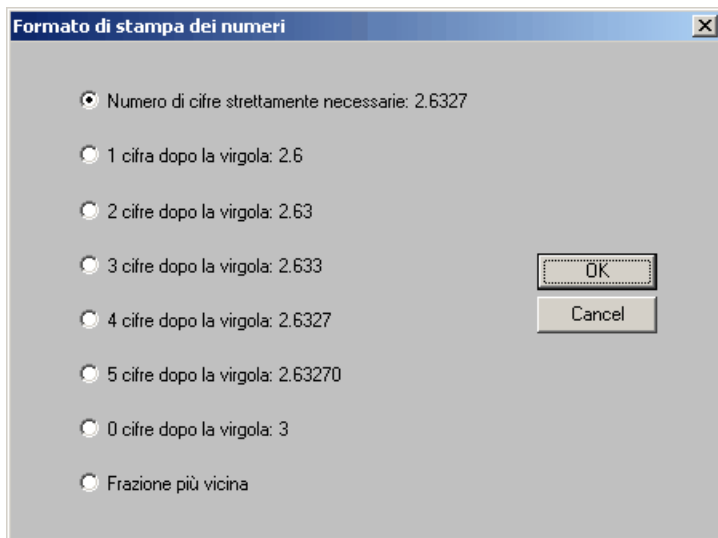 Formato di stampa dei numeri
Numero di cifre strettamente necessarie: 2.6327
1 cifra dopo la virgola: 2.6
2 cifre dopo la virgola: 2.63
3 cifre dopo la virgola: 2.633
4 cifre dopo la virgola: 2.6327
5 cifre dopo la virgola: 2.63270
0 cifre dopo la virgola: 3
Frazione più vicina
OK
Cancel